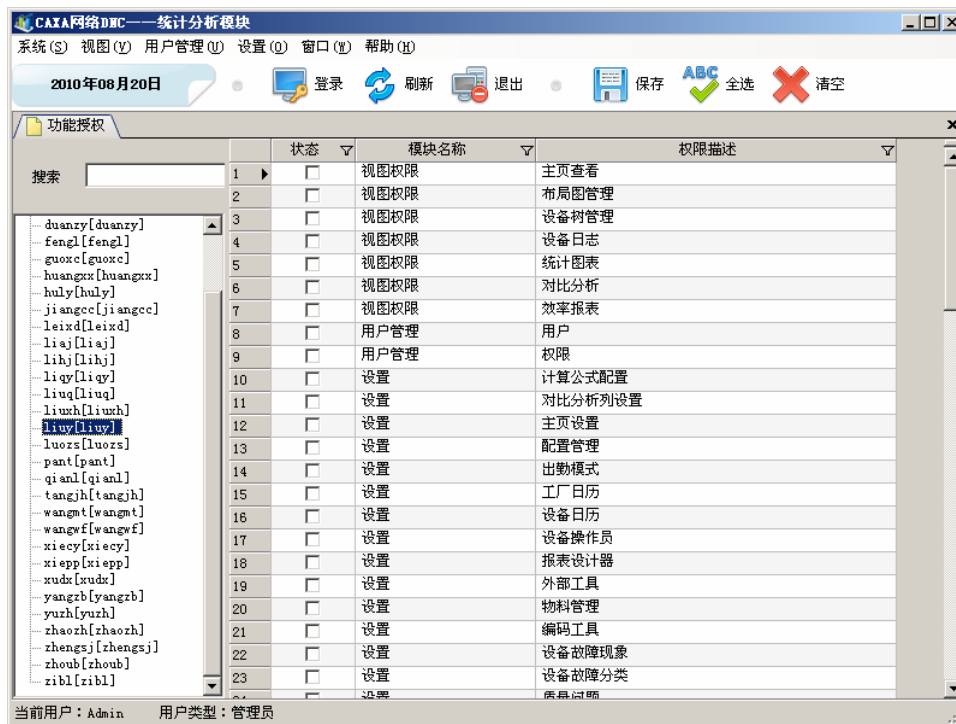 CAXA网络DNC——统计分析模块
系统(S) 视图(V) 用户管理(U) 设置(O) 窗口(W) 帮助(H)
2010年08月20日 登录 刷新 退出 保存 ABC 全选 清空
功能授权
搜索
duanzy[duanzy]
fengl[fengl]
guoxc[guoxc]
huangxx[huangxx]
huly[huly]
jiangcc[jiangcc]
leixd[leixd]
liaj[liaj]
lihj[lihj]
liqy[liqy]
liuq[liuq]
liuxh[liuxh]
liuy[liuy]
luozs[luozs]
pant[pant]
qianl[qianl]
tangjh[tangjh]
wangmt[wangmt]
wangwf[wangwf]
xiecy[xiecy]
xiepp[xiepp]
xudx[xudx]
yangzb[yangzb]
yuzh[yuzh]
zhaozh[zhaozh]
zhengsj[zhengsj]
zhoub[zhoub]
zibl[zibl]
状态 模块名称 权限描述
1 视图权限 主页查看
2 视图权限 布局图管理
3 视图权限 设备树管理
4 视图权限 设备日志
5 视图权限 统计图表
6 视图权限 对比分析
7 视图权限 效率报表
8 用户管理 用户
9 用户管理 权限
10 设置 计算公式配置
11 设置 对比分析列设置
12 设置 主页设置
13 设置 配置管理
14 设置 出勤模式
15 设置 工厂日历
16 设置 设备日历
17 设置 设备操作员
18 设置 报表设计器
19 设置 外部工具
20 设置 物料管理
21 设置 编码工具
22 设置 设备故障现象
23 设置 设备故障分类
24 设置 质量问题
当前用户：Admin 用户类型：管理员